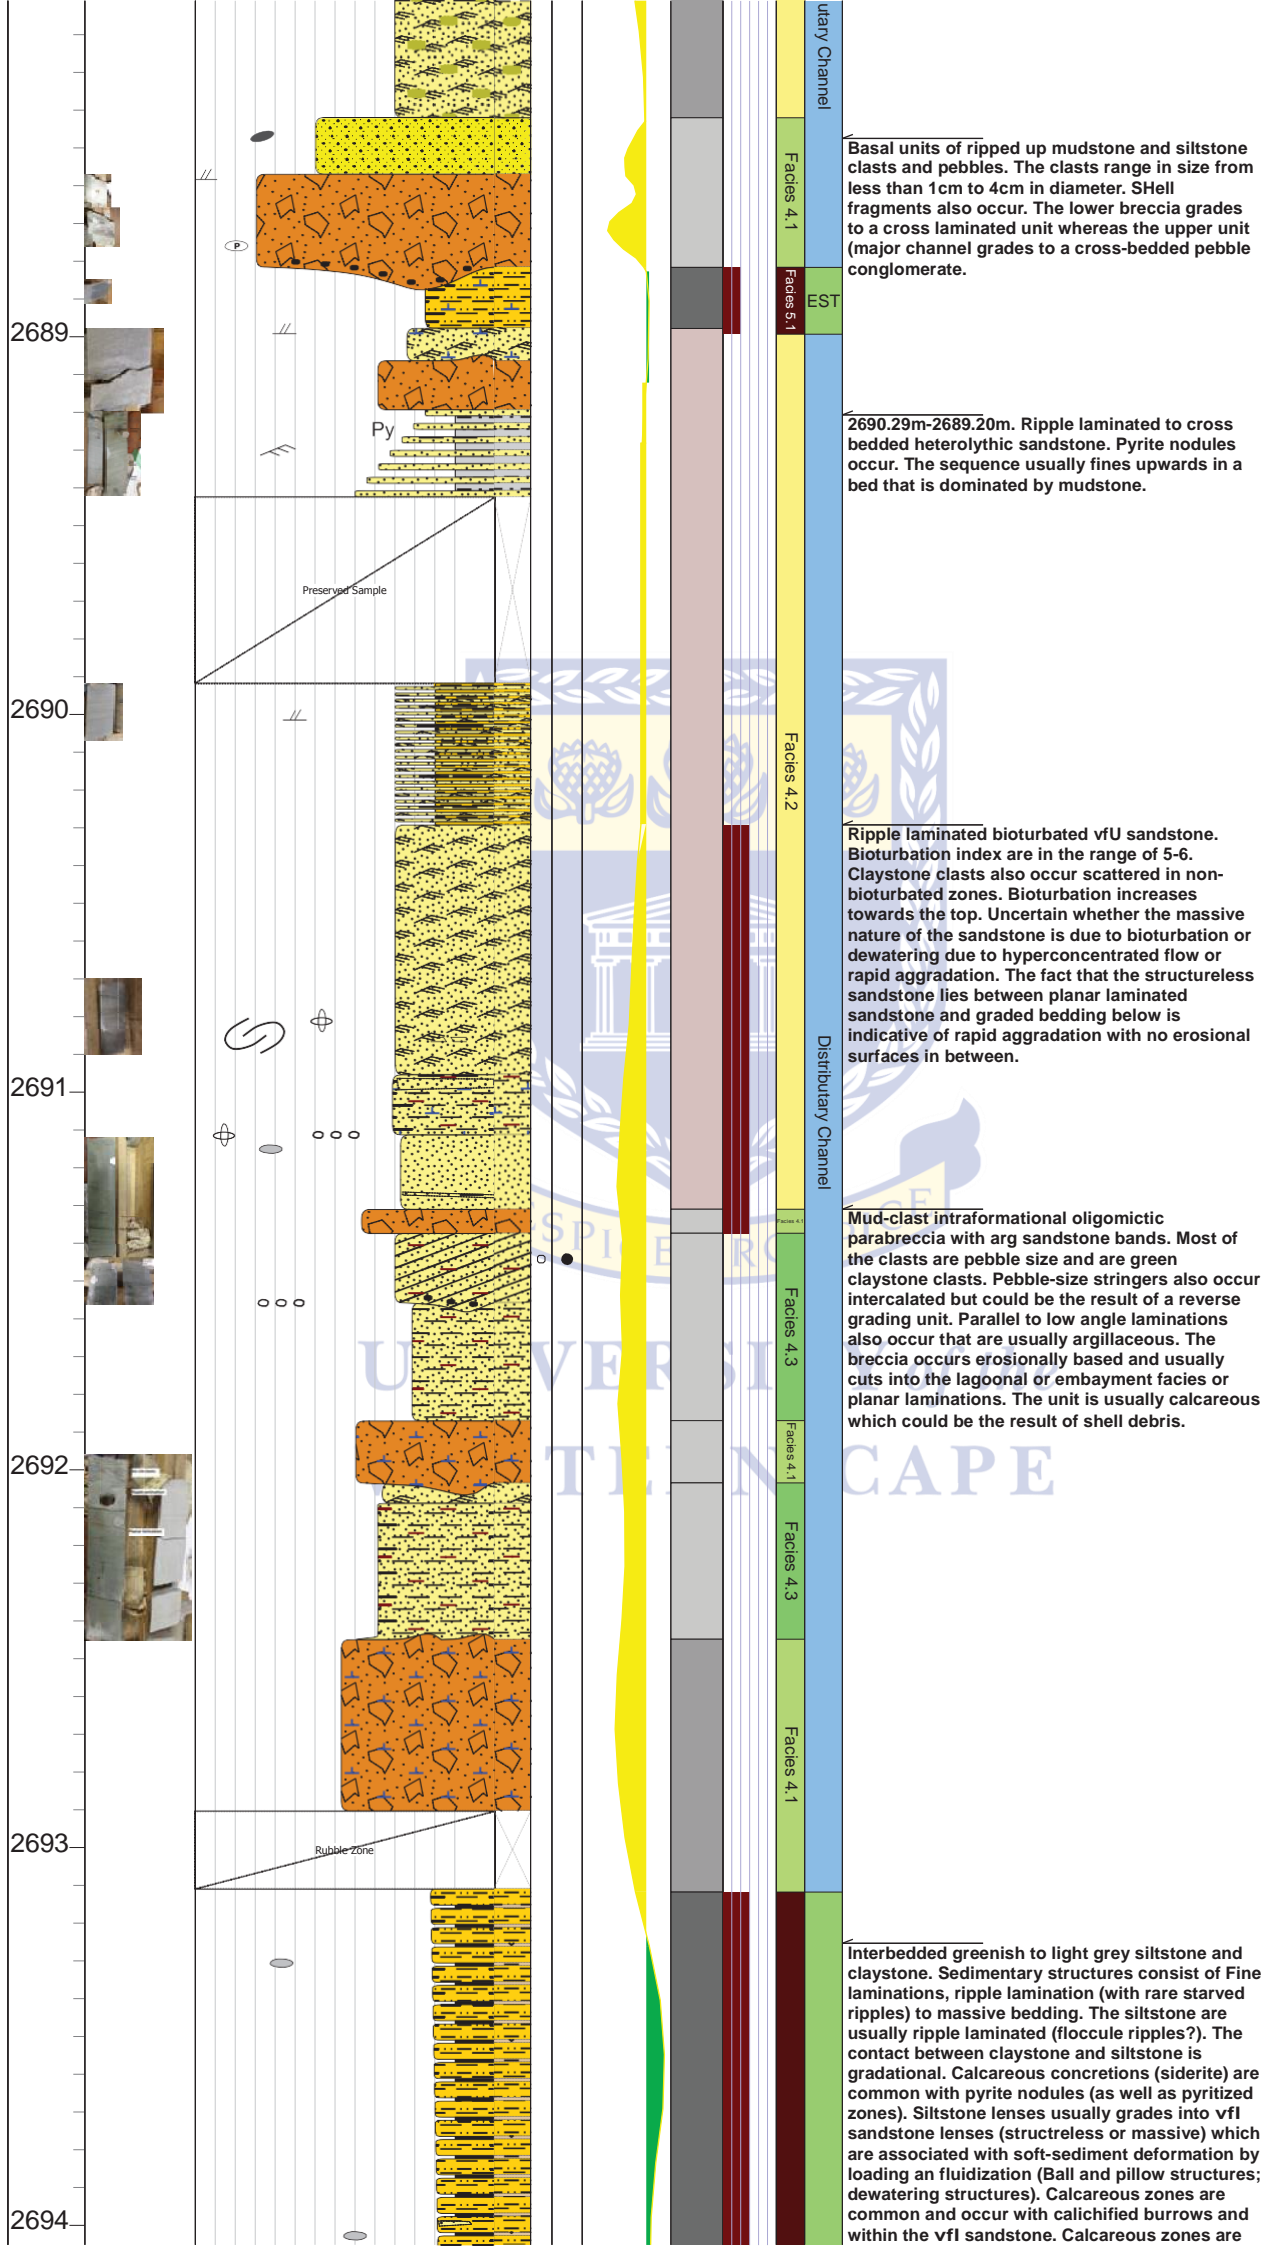 utary Channel
Facies 4.1
Basal units of ripped up mudstone and siltstone
clasts and pebbles. The clasts range in size from
less than 1cm to 4cm in diameter. SHell
fragments also occur. The lower breccia grades
to a cross laminated unit whereas the upper unit
(major channel grades to a cross-bedded pebble
conglomerate.
P
Facies 5.1
EST
2689
Py
2690.29m-2689.20m. Ripple laminated to cross
bedded heterolythic sandstone. Pyrite nodules
occur. The sequence usually fines upwards in a
bed that is dominated by mudstone.
Preserved Sample
2690
Facies 4.2
Ripple laminated bioturbated vfU sandstone.
Bioturbation index are in the range of 5-6.
Claystone clasts also occur scattered in non-
bioturbated zones. Bioturbation increases
towards the top. Uncertain whether the massive
nature of the sandstone is due to bioturbation or
dewatering due to hyperconcentrated flow or
rapid aggradation. The fact that the structureless
sandstone lies between planar laminated
sandstone and graded bedding below is
indicative of rapid aggradation with no erosional
surfaces in between.
2691
Distributary Channel
Facies 4.1
Mud-clast intraformational oligomictic
parabreccia with arg sandstone bands. Most of
the clasts are pebble size and are green
claystone clasts. Pebble-size stringers also occur
intercalated but could be the result of a reverse
grading unit. Parallel to low angle laminations
also occur that are usually argillaceous. The
breccia occurs erosionally based and usually
cuts into the lagoonal or embayment facies or
planar laminations. The unit is usually calcareous
which could be the result of shell debris.
Facies 4.3
2692
Facies 4.1
Facies 4.3
Facies 4.1
2693
Rubble Zone
Interbedded greenish to light grey siltstone and
claystone. Sedimentary structures consist of Fine
laminations, ripple lamination (with rare starved
ripples) to massive bedding. The siltstone are
usually ripple laminated (floccule ripples?). The
contact between claystone and siltstone is
gradational. Calcareous concretions (siderite) are
common with pyrite nodules (as well as pyritized
zones). Siltstone lenses usually grades into vfl
sandstone lenses (structreless or massive) which
are associated with soft-sediment deformation by
loading an fluidization (Ball and pillow structures;
dewatering structures). Calcareous zones are
common and occur with calichified burrows and
within the vfl sandstone. Calcareous zones are
2694
of the
CAPE